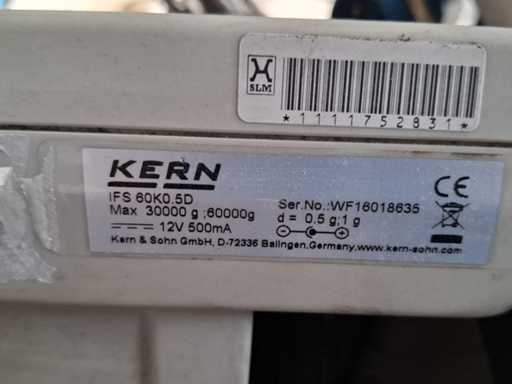 SLM
*1111752831*
KERN
IFS 60K0.5D
Max 30000 g ;60000g
Ser.No.:WF16018635
d = 0.5 g;1 g
12V 500mA
Kern & Sohn GmbH, D-72336 Balingen,Germany,www.kern-sohn.com
CE